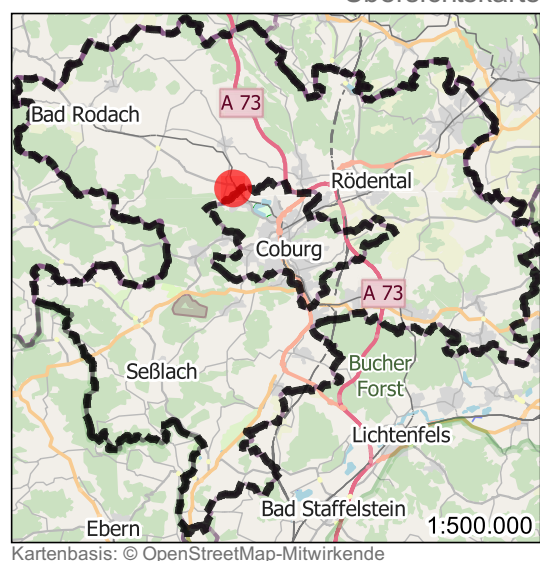 Übersichtskarte
A 73
Bad Rodach
Rödental
Coburg
A 73
Seßlach
Bucher
Forst
Lichtenfels
Bad Staffelstein
Ebern
1:500.000
Kartenbasis: © OpenStreetMap-Mitwirkende